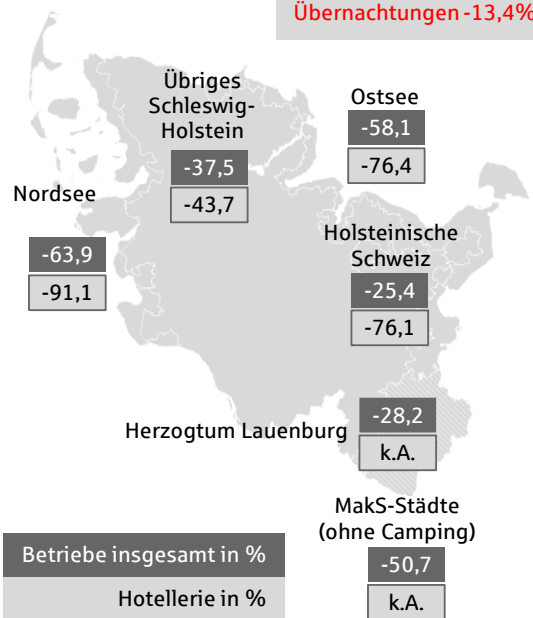 Übernachtungen -13,4%
Übriges
Schleswig-
Holstein
-37,5
-43,7
Ostsee
-58,1
-76,4
Nordsee
-63,9
-91,1
Holsteinische
Schweiz
-25,4
-76,1
Herzogtum Lauenburg
-28,2
k.A.
MakS-Städte
(ohne Camping)
-50,7
k.A.
Betriebe insgesamt in %
Hotellerie in %